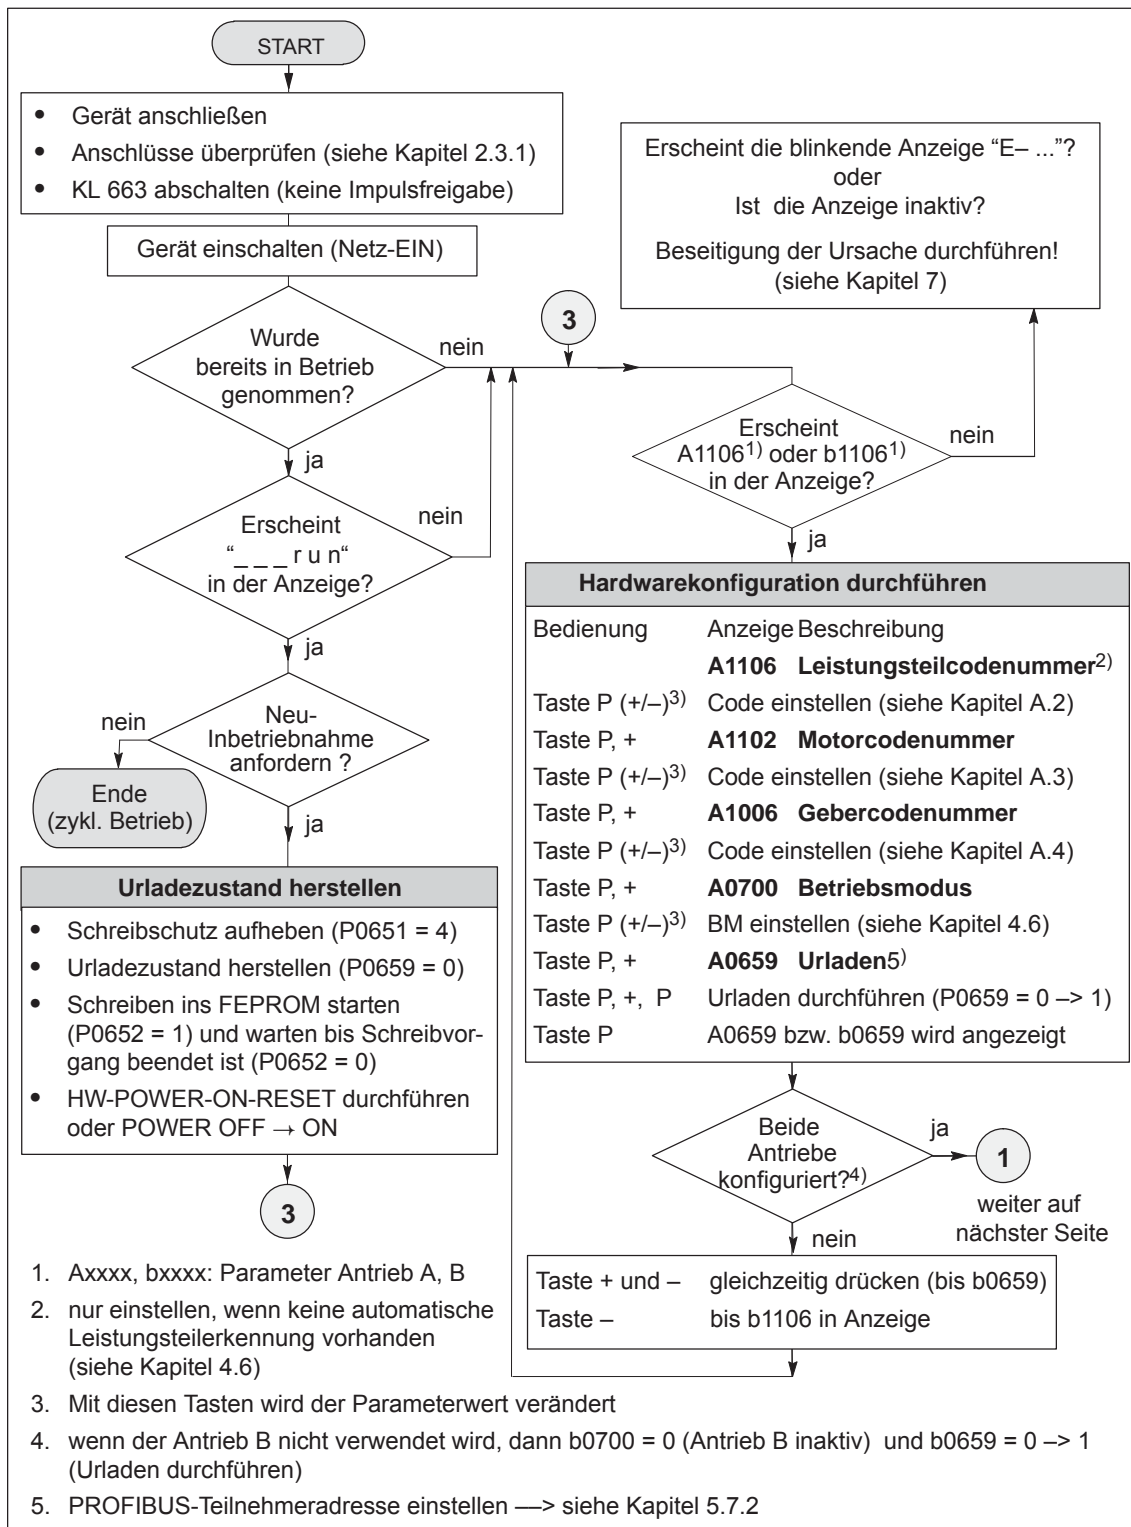 START
• Gerät anschließen
• Anschlüsse überprüfen (siehe Kapitel 2.3.1)
• KL 663 abschalten (keine Impulsfreigabe)
Gerät einschalten (Netz-EIN)
Erscheint die blinkende Anzeige “E– ...”?
oder
Ist die Anzeige inaktiv?
Beseitigung der Ursache durchführen!
(siehe Kapitel 7)
Wurde
bereits in Betrieb
genommen?
nein
3
ja
Erscheint
“_ _ _ r u n“
in der Anzeige?
nein
ja
Neu-
Inbetriebnahme
anfordern ?
nein
Ende
(zykl. Betrieb)
ja
Urladezustand herstellen
• Schreibschutz aufheben (P0651 = 4)
• Urladezustand herstellen (P0659 = 0)
• Schreiben ins FEPROM starten
(P0652 = 1) und warten bis Schreibvor-
gang beendet ist (P0652 = 0)
• HW-POWER-ON-RESET durchführen
oder POWER OFF → ON
3
Erscheint
A11061) oder b11061)
in der Anzeige?
nein
ja
Hardwarekonfiguration durchführen
Bedienung Anzeige Beschreibung
A1106 Leistungsteilcodenummer2)
Taste P (+/–)3) Code einstellen (siehe Kapitel A.2)
Taste P, + A1102 Motorcodenummer
Taste P (+/–)3) Code einstellen (siehe Kapitel A.3)
Taste P, + A1006 Gebercodenummer
Taste P (+/–)3) Code einstellen (siehe Kapitel A.4)
Taste P, + A0700 Betriebsmodus
Taste P (+/–)3) BM einstellen (siehe Kapitel 4.6)
Taste P, + A0659 Urladen5)
Taste P, +, P Urladen durchführen (P0659 = 0 –> 1)
Taste P A0659 bzw. b0659 wird angezeigt
Beide
Antriebe
konfiguriert?4)
ja
1
weiter auf
nächster Seite
nein
Taste + und – gleichzeitig drücken (bis b0659)
Taste – bis b1106 in Anzeige
1. Axxxx, bxxxx: Parameter Antrieb A, B
2. nur einstellen, wenn keine automatische
Leistungsteilerkennung vorhanden
(siehe Kapitel 4.6)
3. Mit diesen Tasten wird der Parameterwert verändert
4. wenn der Antrieb B nicht verwendet wird, dann b0700 = 0 (Antrieb B inaktiv) und b0659 = 0 –> 1
(Urladen durchführen)
5. PROFIBUS-Teilnehmeradresse einstellen ––> siehe Kapitel 5.7.2